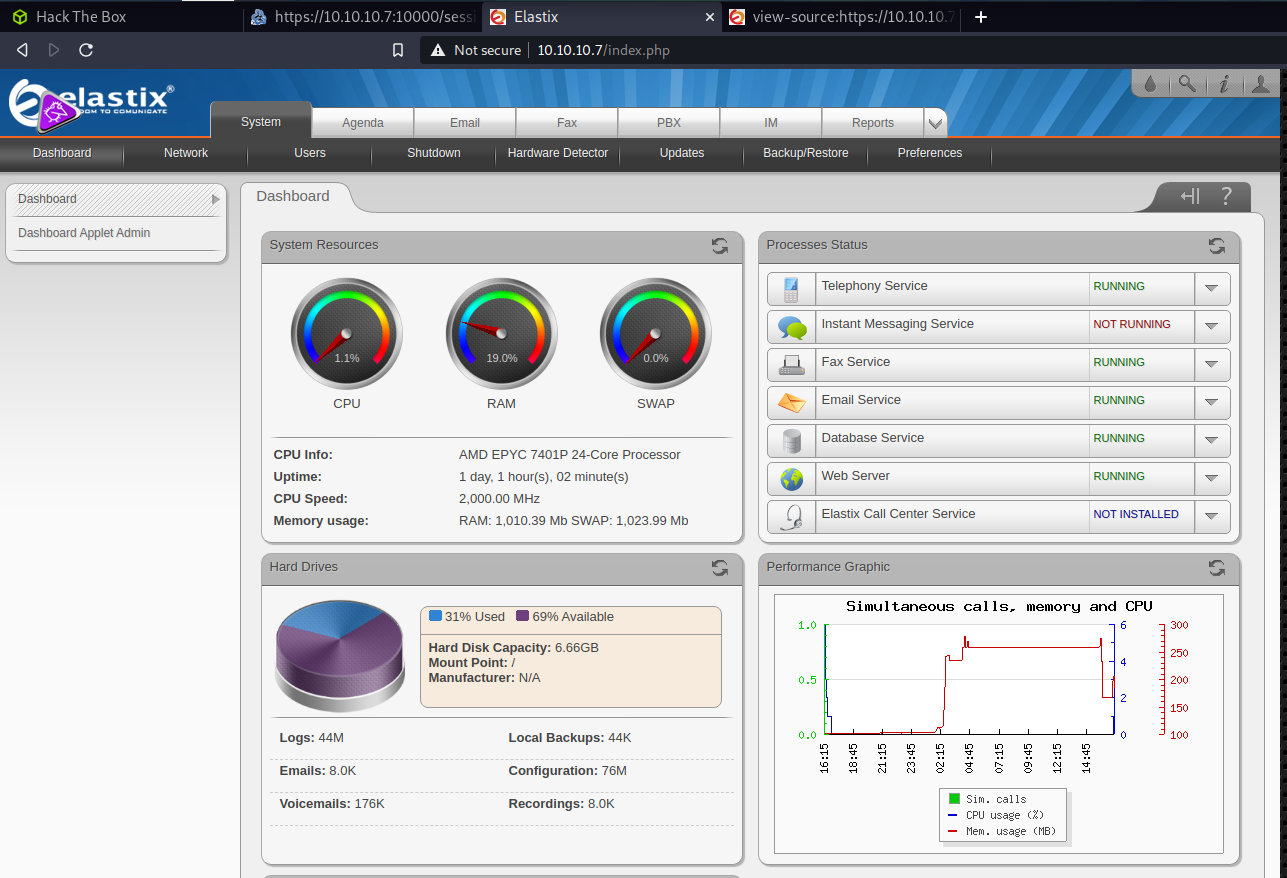 Hack The Box
https://10.10.10.7:10000/sess
Elastix
view-source:https://10.10.10.7
Not secure
10.10.10.7/index.php
elastix®
System
Agenda
Email
Fax
PBX
IM
Reports
Dashboard
Network
Users
Shutdown
Hardware Detector
Updates
Backup/Restore
Preferences
Dashboard
Dashboard Applet Admin
Dashboard
?
System Resources
1.1%
19.0%
0.0%
CPU
RAM
SWAP
CPU Info: AMD EPYC 7401P 24-Core Processor
Uptime: 1 day, 1 hour(s), 02 minute(s)
CPU Speed: 2,000.00 MHz
Memory usage: RAM: 1,010.39 Mb SWAP: 1,023.99 Mb
Processes Status
Telephony Service RUNNING
Instant Messaging Service NOT RUNNING
Fax Service RUNNING
Email Service RUNNING
Database Service RUNNING
Web Server RUNNING
Elastix Call Center Service NOT INSTALLED
Hard Drives
31% Used 69% Available
Hard Disk Capacity: 6.66GB
Mount Point: /
Manufacturer: N/A
Logs: 44M
Local Backups: 44K
Emails: 8.0K
Configuration: 76M
Voicemails: 176K
Recordings: 8.0K
Performance Graphic
Simultaneous calls, memory and CPU
1.0
0.5
0.0
6
4
2
0
300
250
200
150
100
16:15
18:45
21:15
23:45
02:15
04:45
07:15
09:45
12:15
14:45
Sim. calls
CPU usage (%)
Mem. usage (MB)